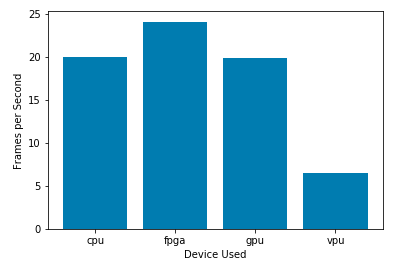 Frames per Second
25
20
15
10
5
0
cpu fpga gpu vpu
Device Used